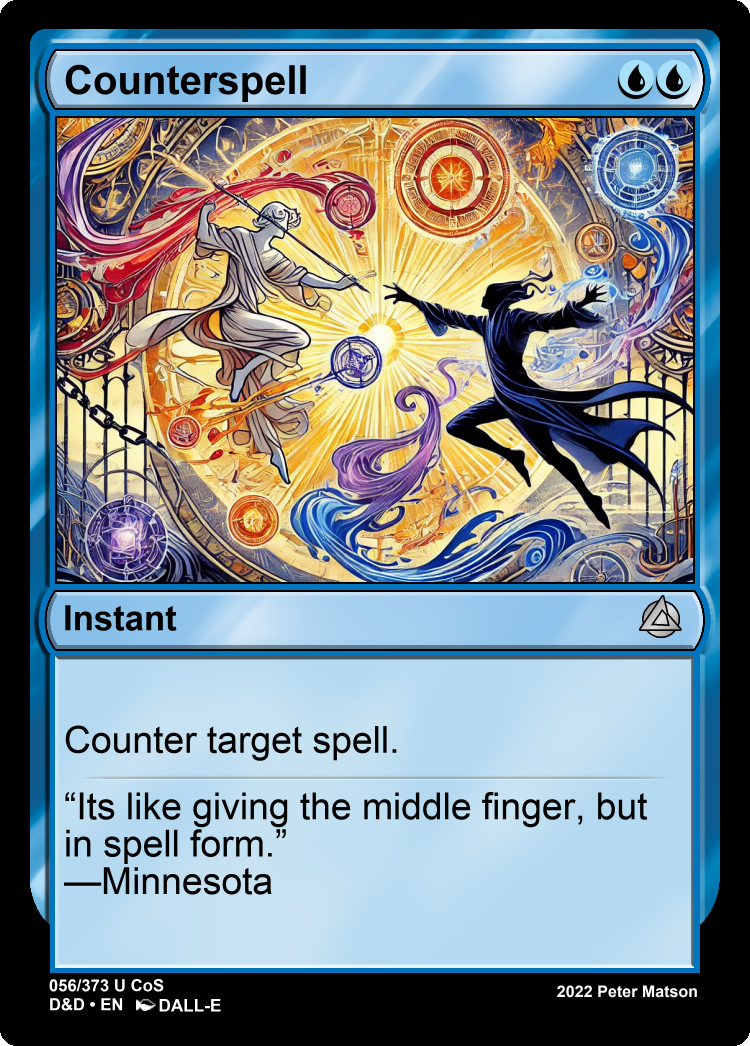 Counterspell
Instant
Counter target spell.
“Its like giving the middle finger, but
in spell form.”
—Minnesota
056/373 U CoS
D&D • EN DALL-E
2022 Peter Matson